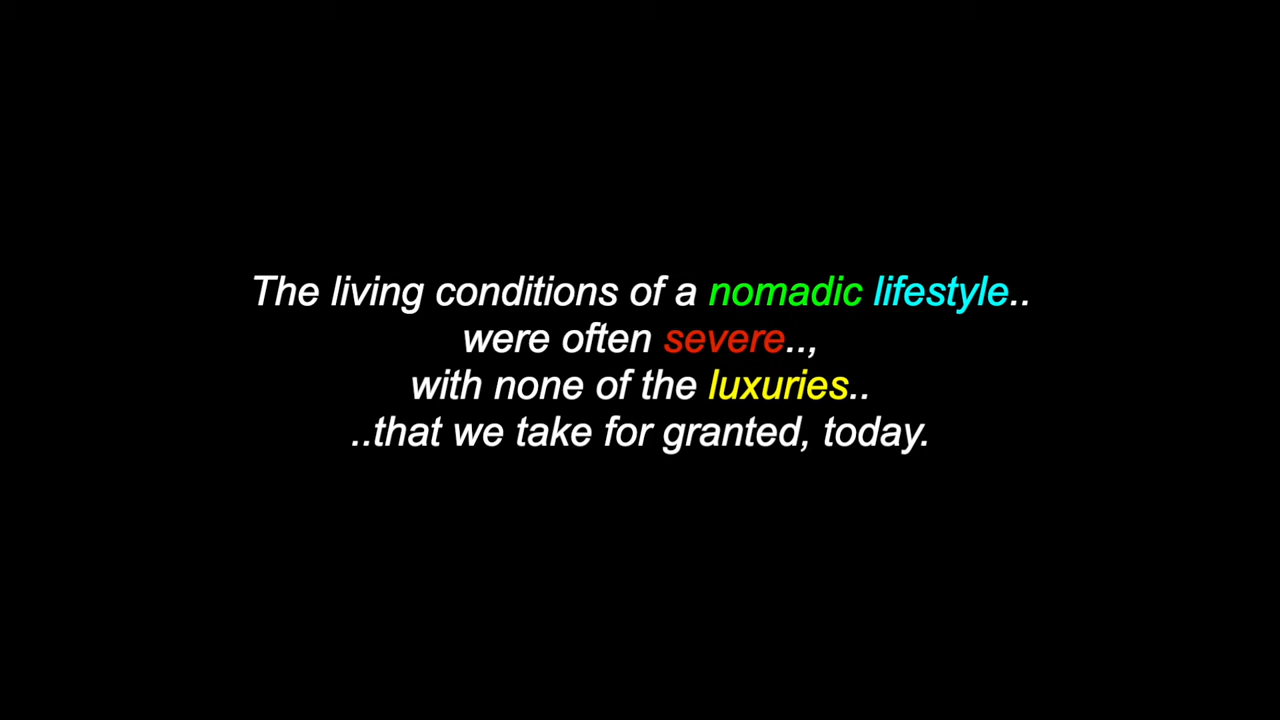 The living conditions of a nomadic lifestyle..
were often severe..,
with none of the luxuries..
..that we take for granted, today.